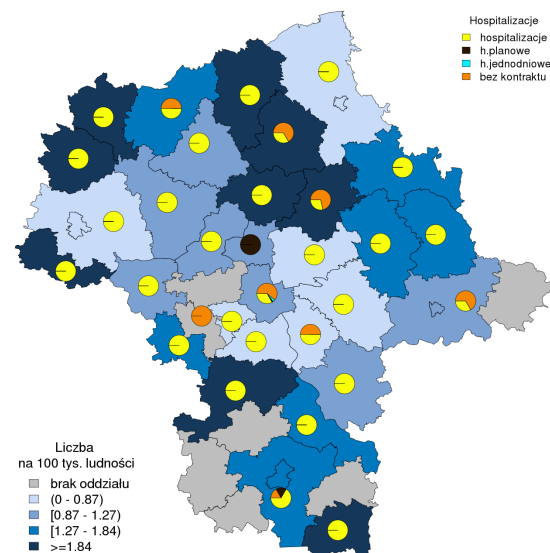 Hospitalizacje
hospitalizacje
h.planowe
h.jednodniowe
bez kontraktu
Liczba
na 100 tys. ludności
brak oddziału
(0 - 0.87)
[0.87 - 1.27)
[1.27 - 1.84)
>=1.84